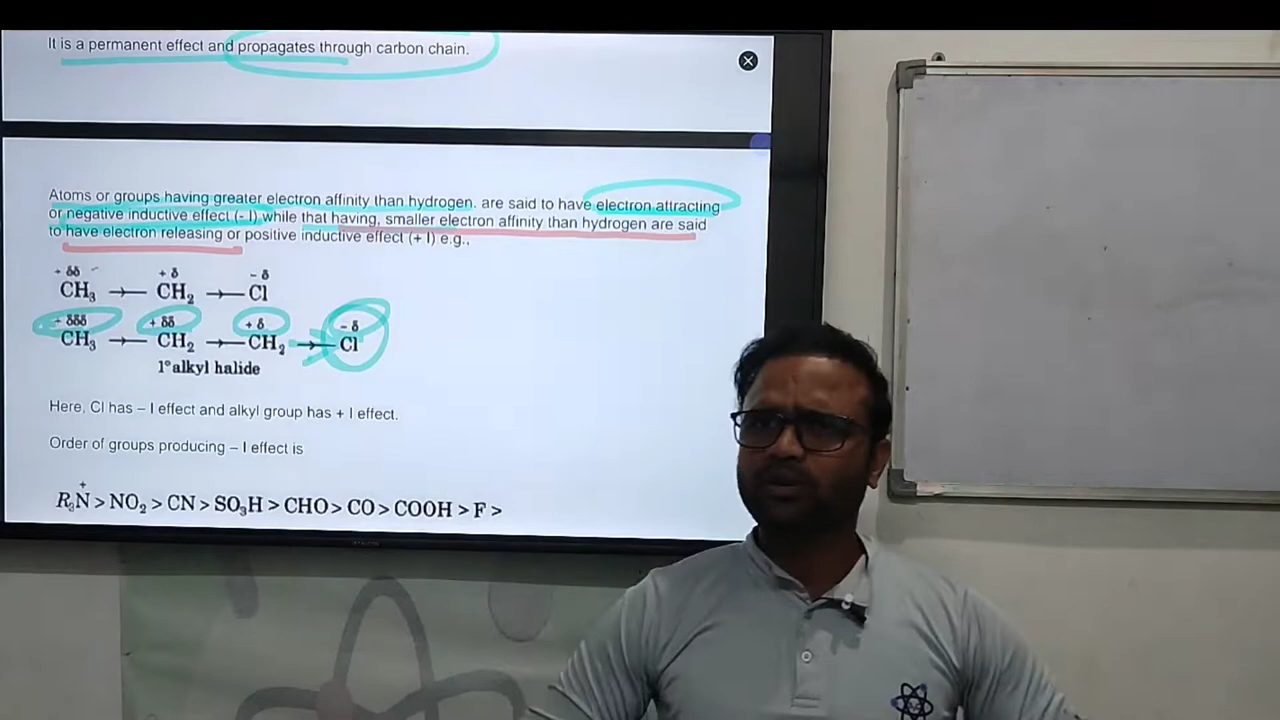 It is a permanent effect and propagates through carbon chain.
Atoms or groups having greater electron affinity than hydrogen. are said to have electron attracting
or negative inductive effect (- I) while that having, smaller electron affinity than hydrogen are said
to have electron releasing or positive inductive effect (+ I) e.g.,
+ δδ + δ – δ
CH₃ →— CH₂ →— Cl
+ δδδ + δδ + δ – δ
CH₃ →— CH₂ →— CH₂ →— Cl
1° alkyl halide
Here, Cl has – I effect and alkyl group has + I effect.
Order of groups producing – I effect is
R₃N⁺ > NO₂ > CN > SO₃H > CHO > CO > COOH > F >